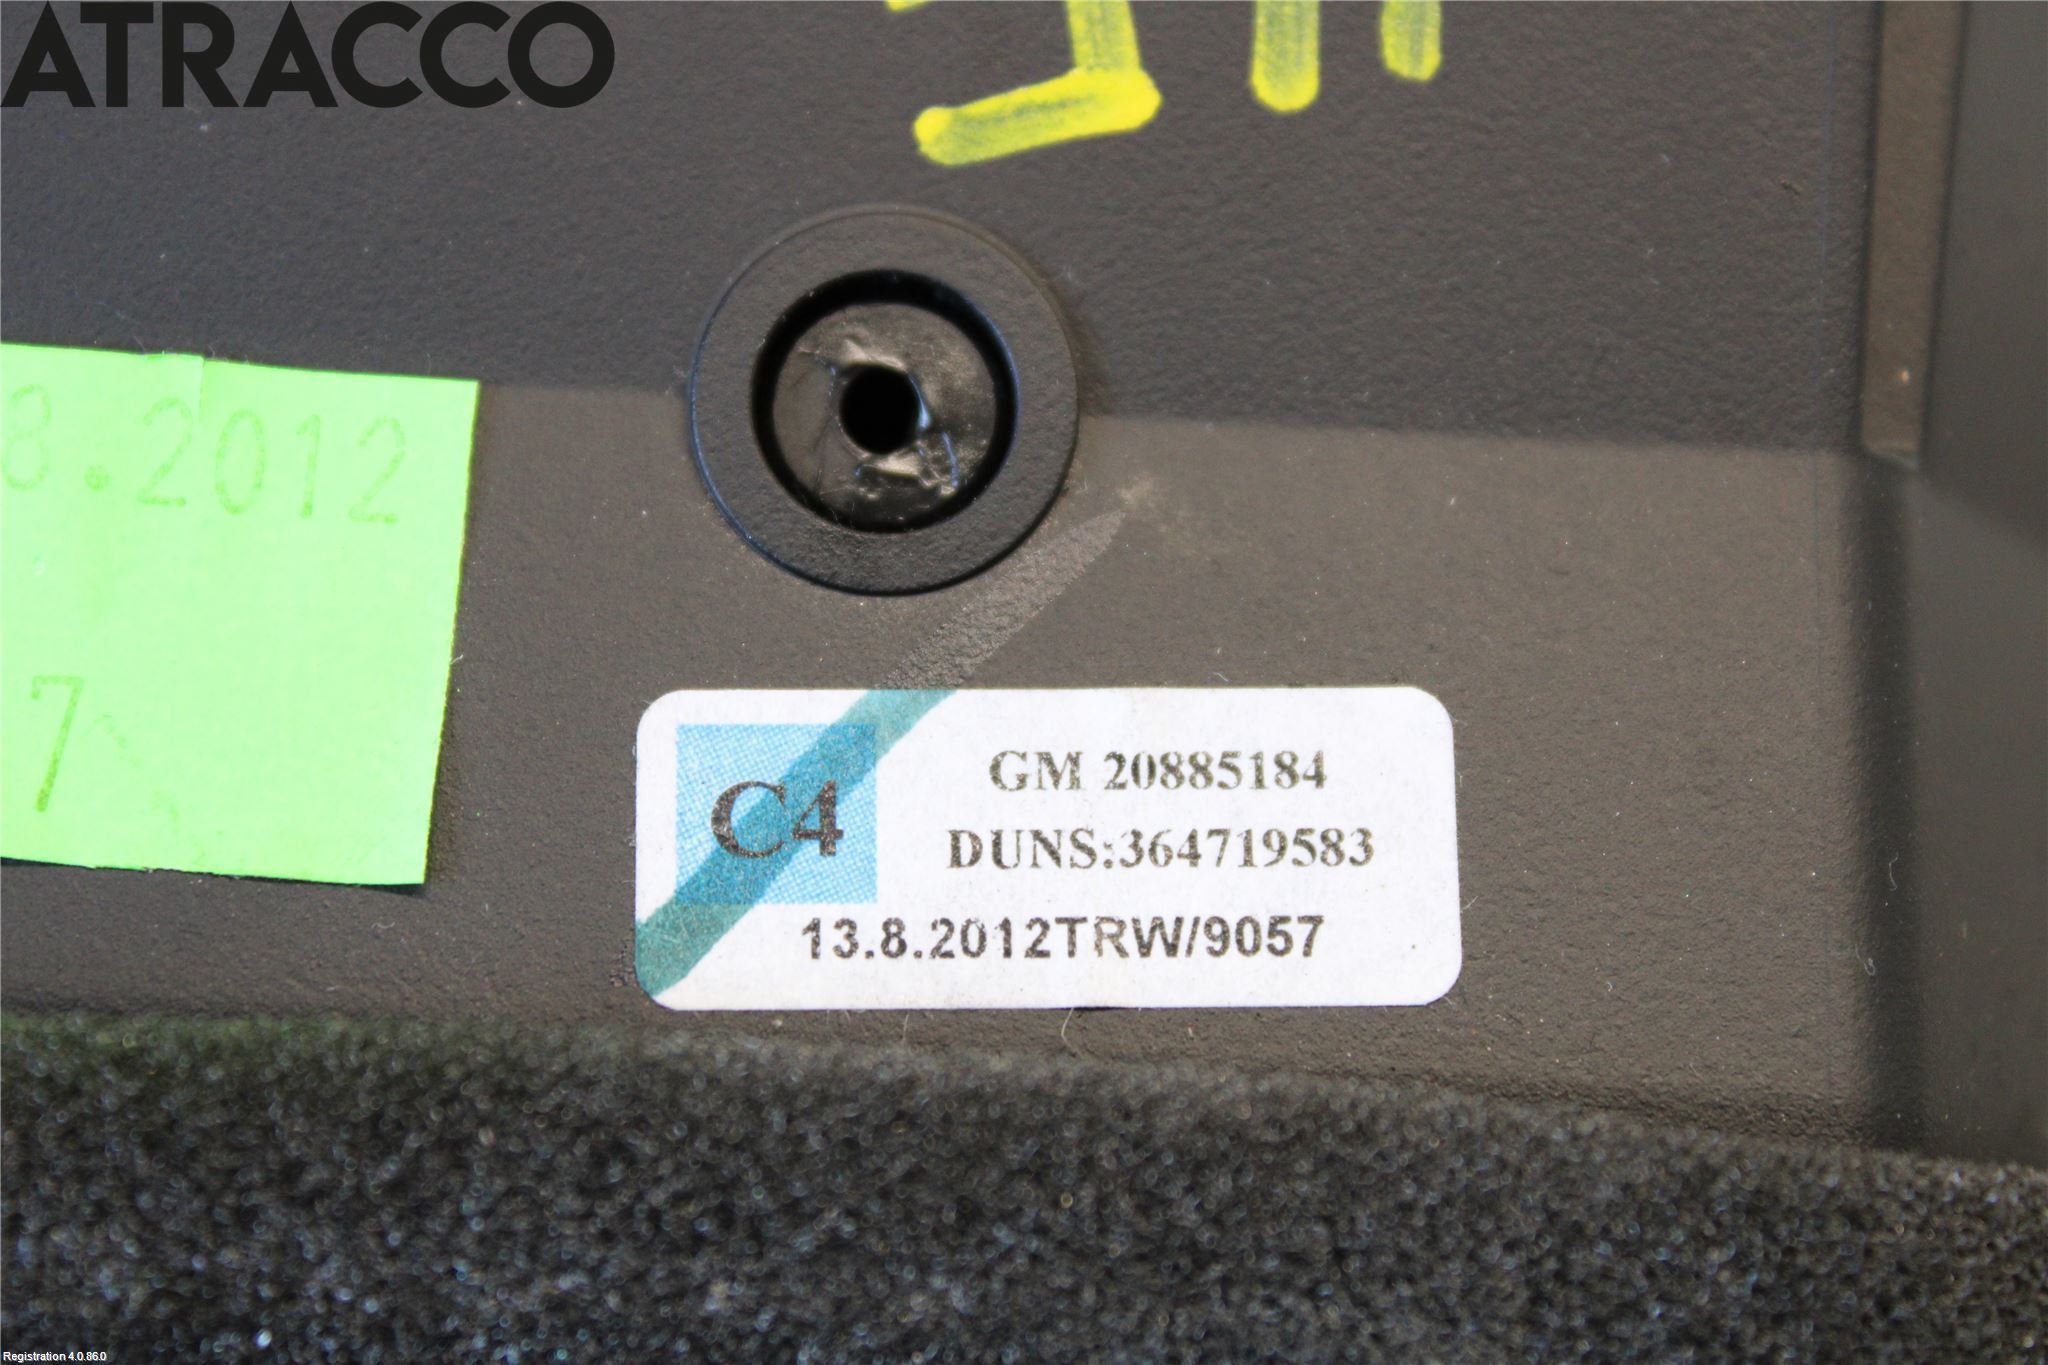 ATRACCO
8.2012
7
C4
GM 20885184
DUNS:364719583
13.8.2012TRW/9057
Registration 4.0.86.0